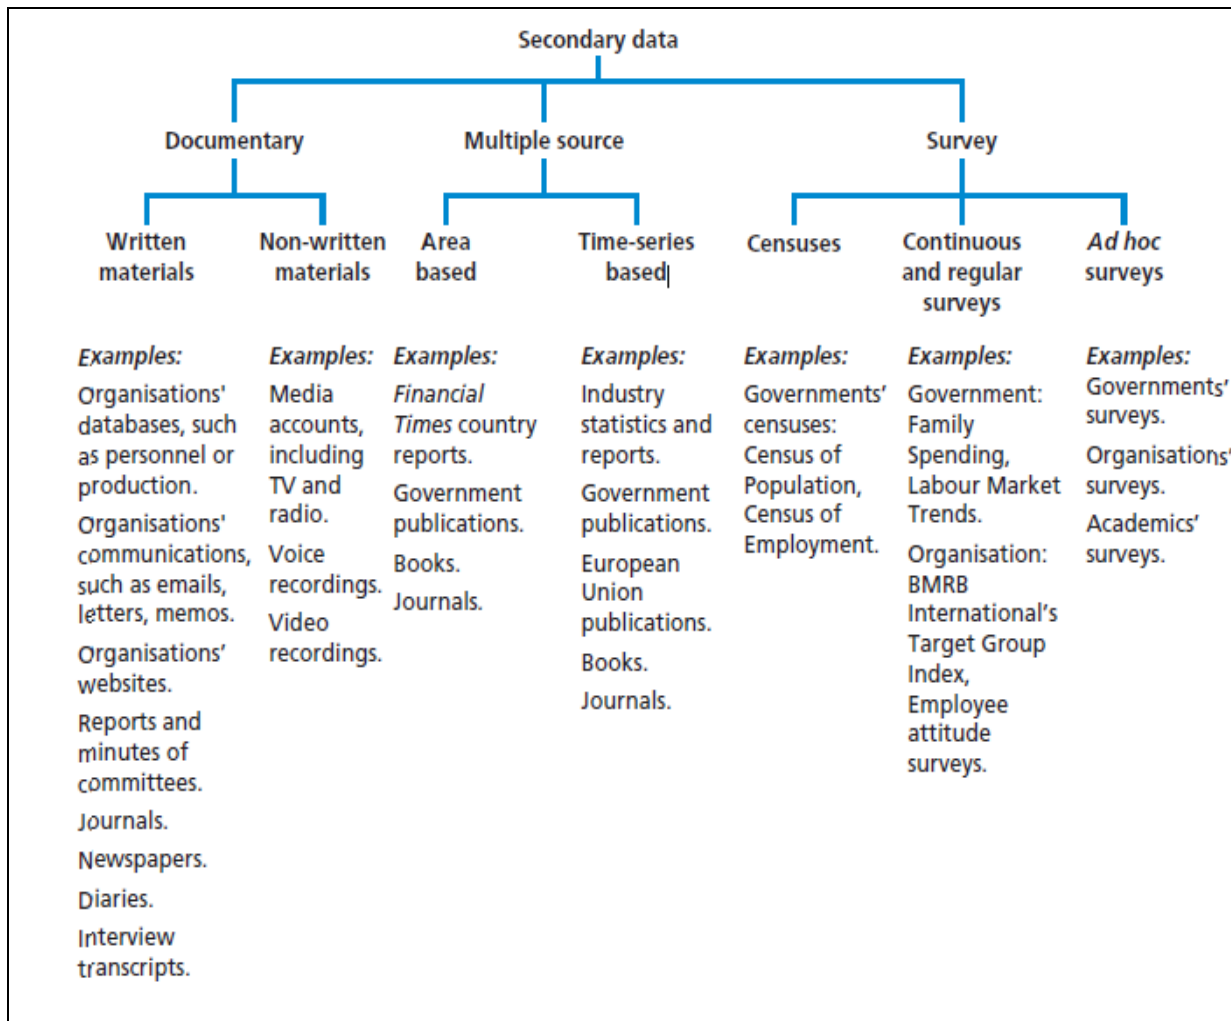 Secondary data
Documentary
Multiple source
Survey
Written
materials
Non-written
materials
Area
based
Time-series
based
Censuses
Continuous
and regular
surveys
Ad hoc
surveys
Examples:
Organisations'
databases, such
as personnel or
production.
Organisations'
communications,
such as emails,
letters, memos.
Organisations’
websites.
Reports and
minutes of
committees.
Journals.
Newspapers.
Diaries.
Interview
transcripts.
Examples:
Media
accounts,
including
TV and
radio.
Voice
recordings.
Video
recordings.
Examples:
Financial
Times country
reports.
Government
publications.
Books.
Journals.
Examples:
Industry
statistics and
reports.
Government
publications.
European
Union
publications.
Books.
Journals.
Examples:
Governments’
censuses:
Census of
Population,
Census of
Employment.
Examples:
Government:
Family
Spending,
Labour Market
Trends.
Organisation:
BMRB
International’s
Target Group
Index,
Employee
attitude
surveys.
Examples:
Governments’
surveys.
Organisations’
surveys.
Academics’
surveys.